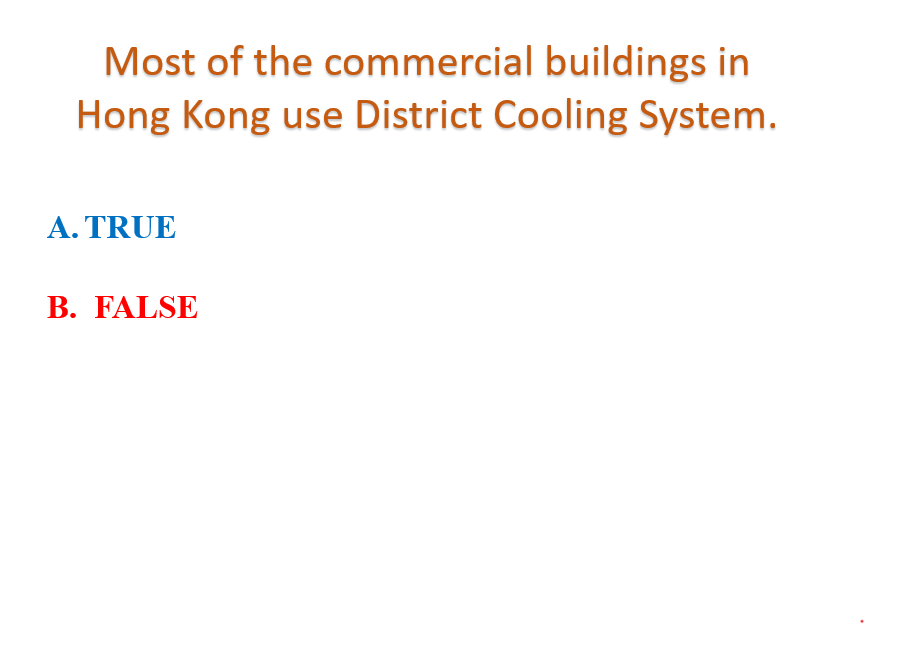 Most of the commercial buildings in
Hong Kong use District Cooling System.
A. TRUE
B. FALSE